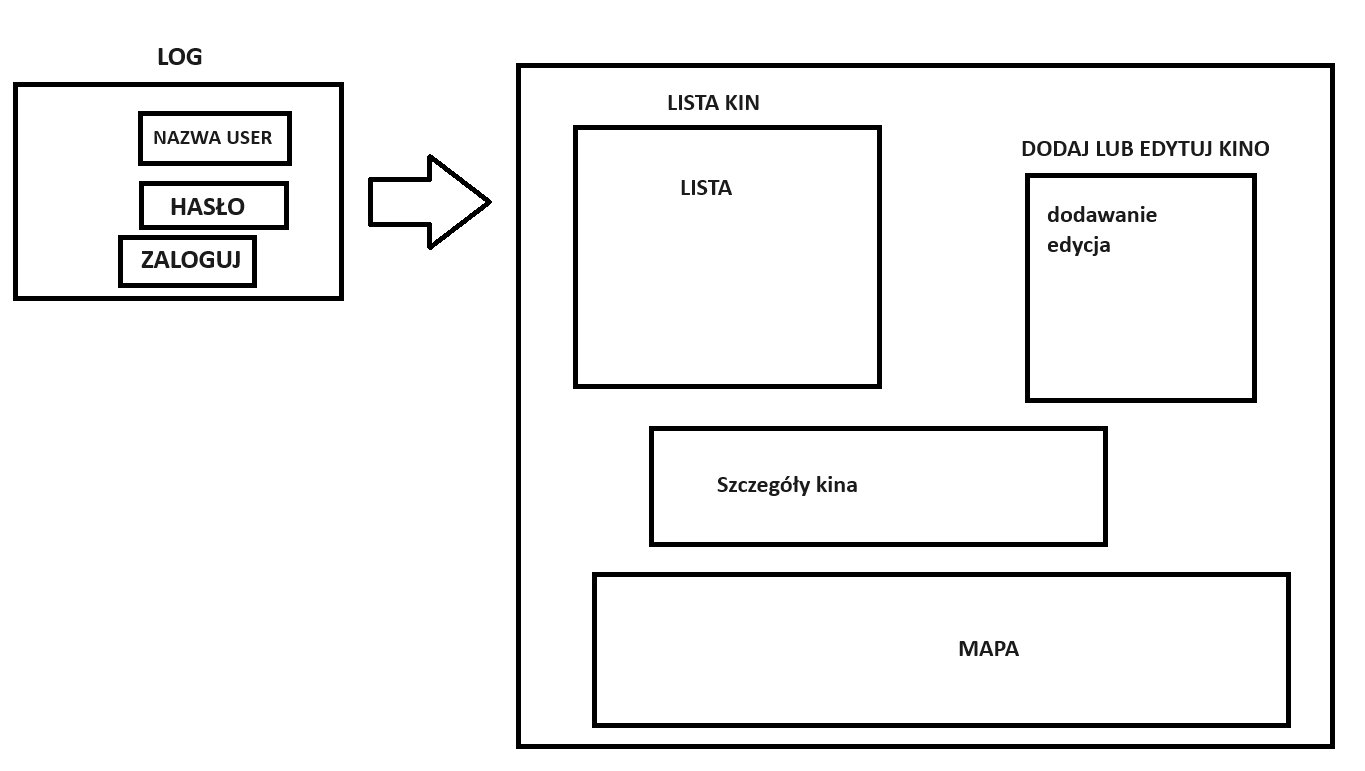 LOG
NAZWA USER
HASŁO
ZALOGUJ
LISTA KIN
LISTA
DODAJ LUB EDYTUJ KINO
dodawanie
edycja
Szczegóły kina
MAPA